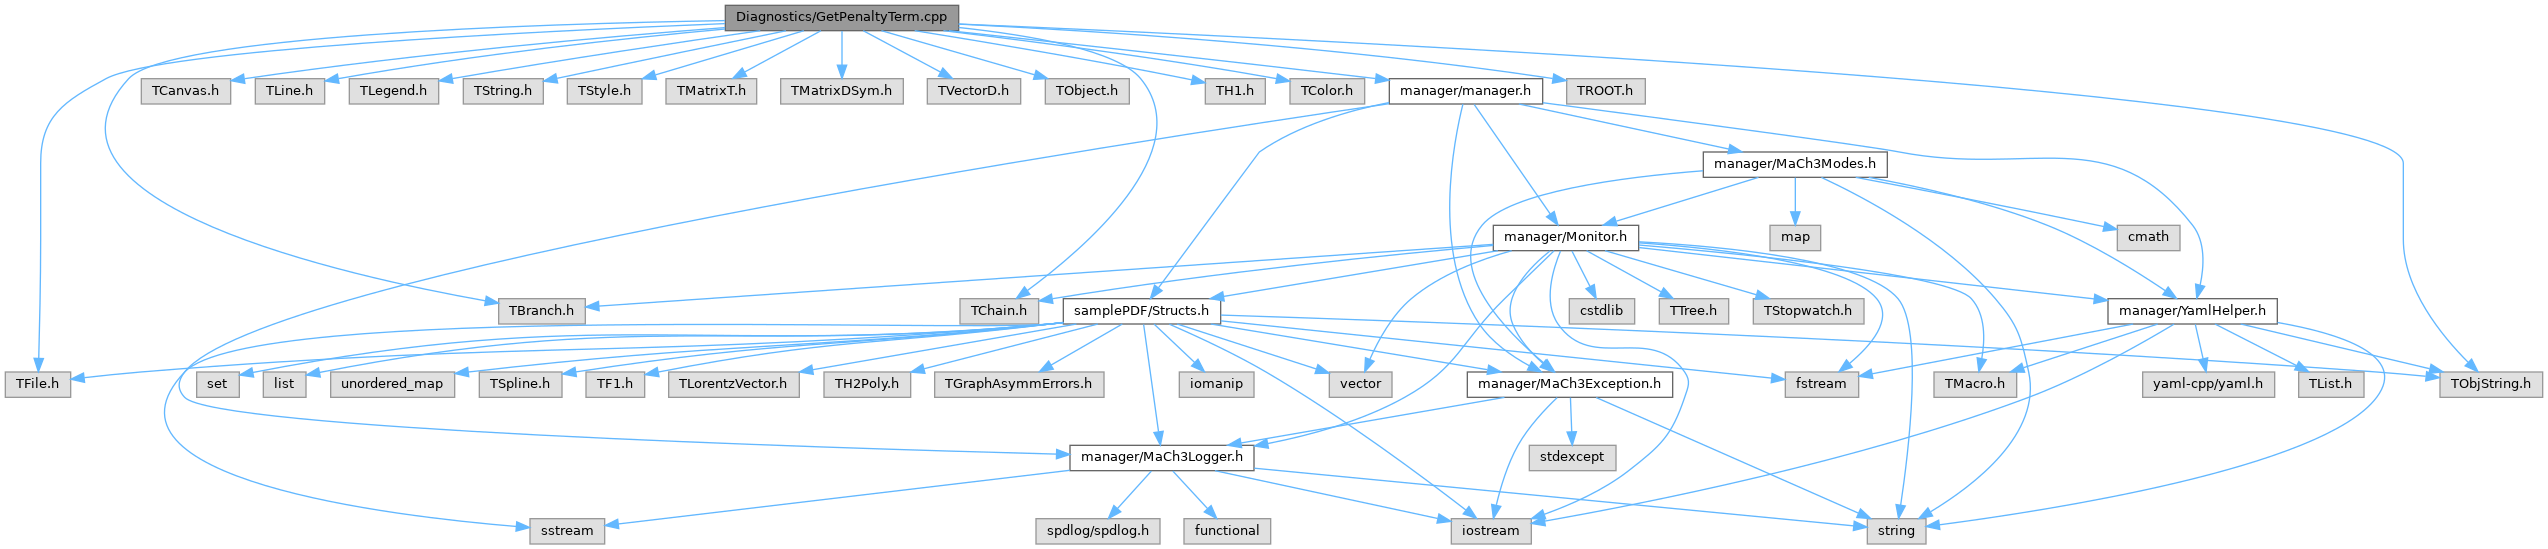 Diagnostics/GetPenaltyTerm.cpp
TCanvas.h
TLine.h
TLegend.h
TString.h
TStyle.h
TMatrixT.h
TMatrixDSym.h
TVectorD.h
TObject.h
TH1.h
TColor.h
manager/manager.h
TROOT.h
manager/MaCh3Modes.h
manager/Monitor.h
map
cmath
TBranch.h
TChain.h
samplePDF/Structs.h
cstdlib
TTree.h
TStopwatch.h
manager/YamlHelper.h
TFile.h
set
list
unordered_map
TSpline.h
TF1.h
TLorentzVector.h
TH2Poly.h
TGraphAsymmErrors.h
iomanip
vector
manager/MaCh3Exception.h
fstream
TMacro.h
yaml-cpp/yaml.h
TList.h
TObjString.h
manager/MaCh3Logger.h
stdexcept
sstream
spdlog/spdlog.h
functional
iostream
string